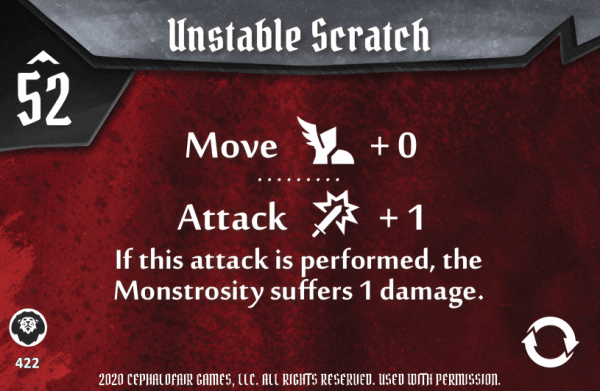 Unstable Scratch
52
Move + 0
Attack + 1
If this attack is performed, the
Monstrosity suffers 1 damage.
422
2020 CEPHALOFAIR GAMES, LLC. ALL RIGHTS RESERVED. USED WITH PERMISSION.